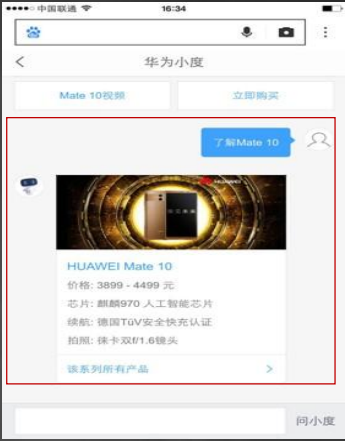 中国联通 16:34
华为小度
Mate 10视频 立即购买
了解Mate 10
HUAWEI
HUAWEI Mate 10
价格: 3899 - 4499 元
芯片: 麒麟970 人工智能芯片
续航: 德国TüV安全快充认证
拍照: 徕卡双f/1.6镜头
该系列所有产品
问小度